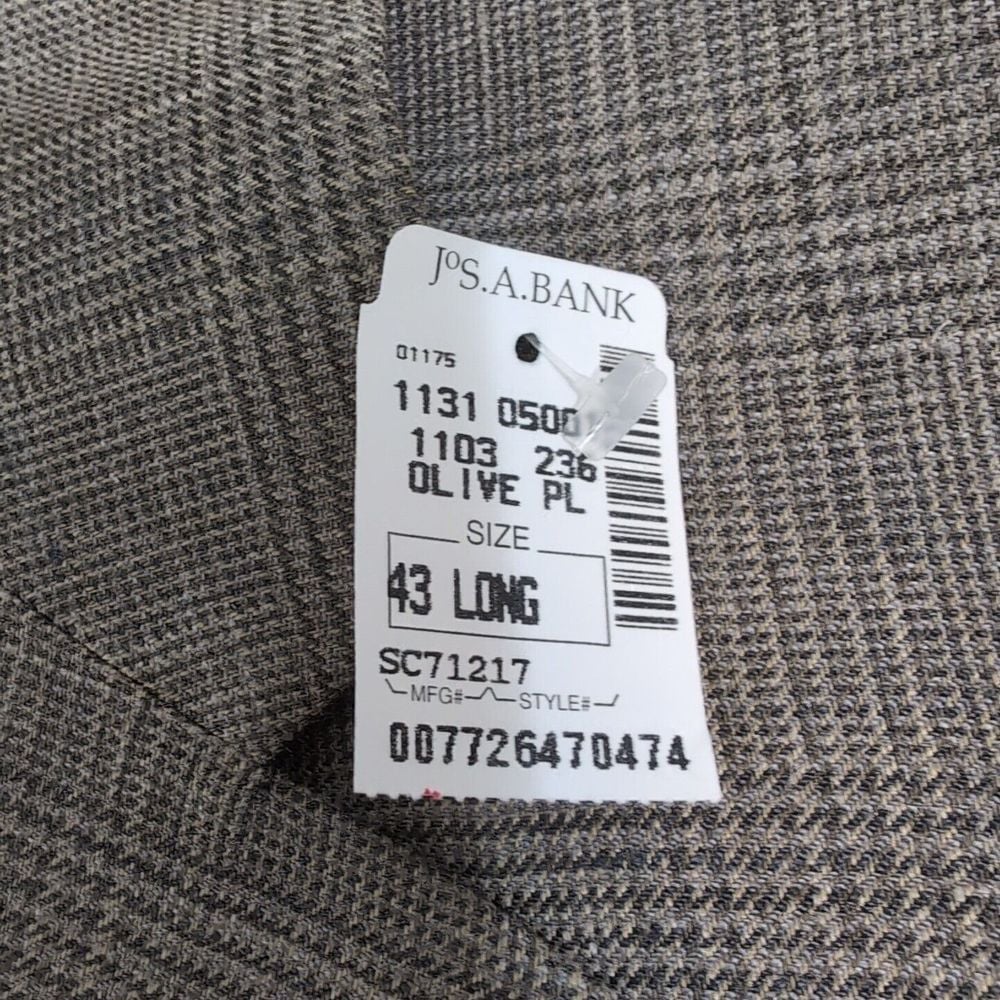 JoS.A.BANK
01175
1131 0500
1103 236
OLIVE PL
SIZE
43 LONG
SC71217
MFG# STYLE#
007726470474